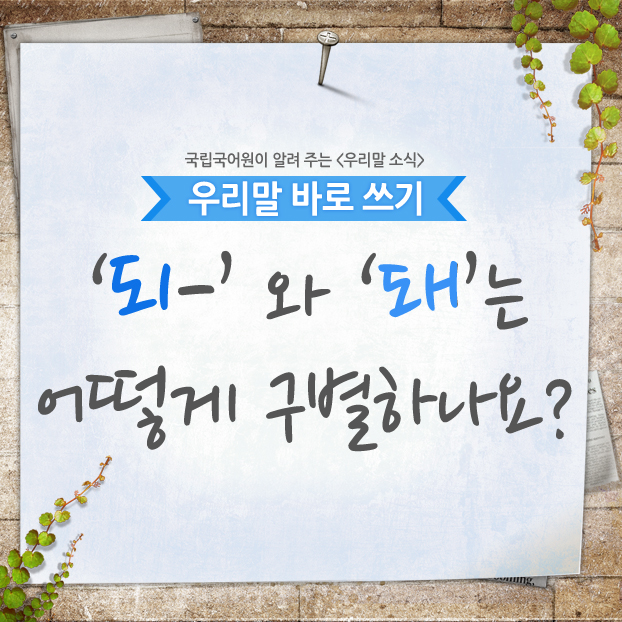 국립국어원이 알려 주는 <우리말 소식>
우리말 바로 쓰기
‘되-’ 와 ‘돼’는
어떻게 구별하나요?